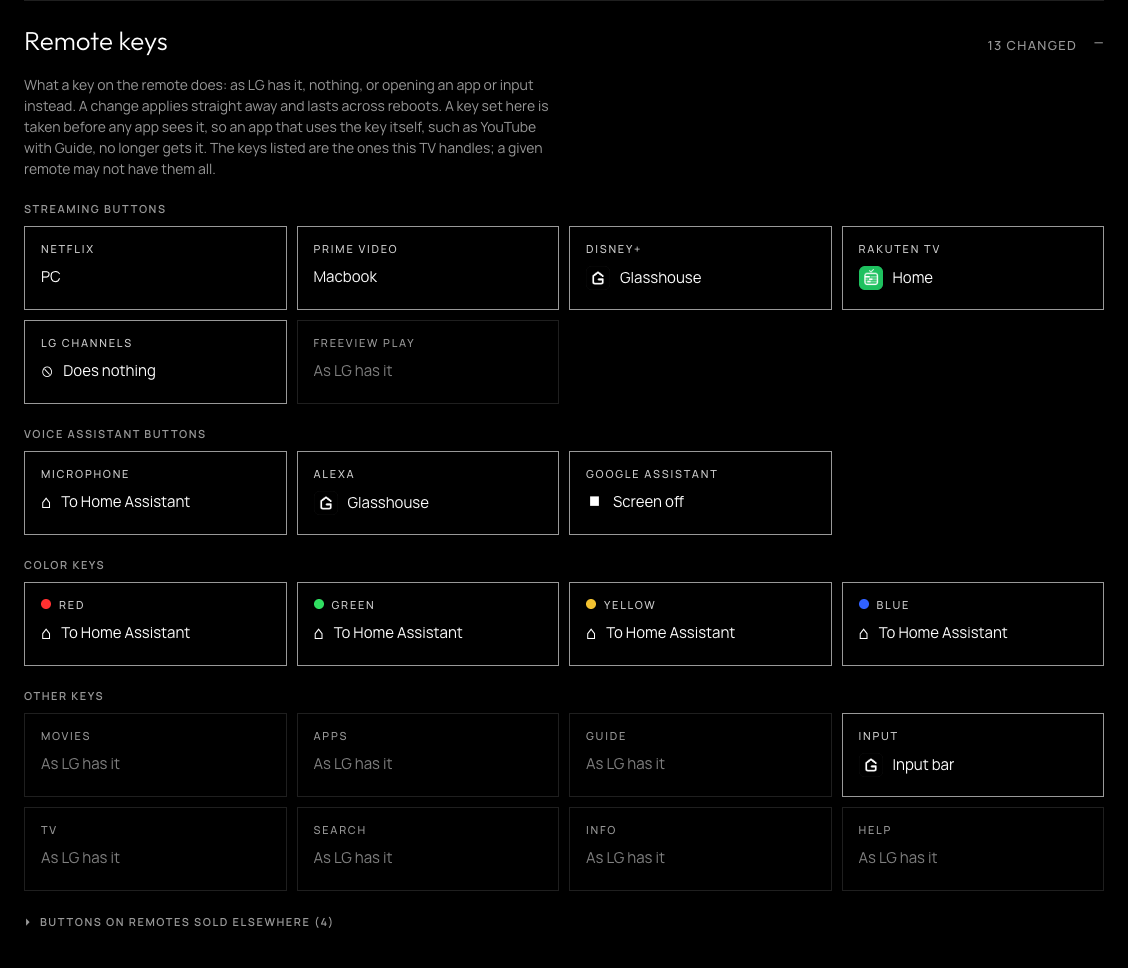 Remote keys
13 CHANGED –
What a key on the remote does: as LG has it, nothing, or opening an app or input
instead. A change applies straight away and lasts across reboots. A key set here is
taken before any app sees it, so an app that uses the key itself, such as YouTube
with Guide, no longer gets it. The keys listed are the ones this TV handles; a given
remote may not have them all.
STREAMING BUTTONS
NETFLIX
PC
PRIME VIDEO
Macbook
DISNEY+
Glasshouse
RAKUTEN TV
Home
LG CHANNELS
Does nothing
FREEVIEW PLAY
As LG has it
VOICE ASSISTANT BUTTONS
MICROPHONE
To Home Assistant
ALEXA
Glasshouse
GOOGLE ASSISTANT
Screen off
COLOR KEYS
RED
To Home Assistant
GREEN
To Home Assistant
YELLOW
To Home Assistant
BLUE
To Home Assistant
OTHER KEYS
MOVIES
As LG has it
APPS
As LG has it
GUIDE
As LG has it
INPUT
Input bar
TV
As LG has it
SEARCH
As LG has it
INFO
As LG has it
HELP
As LG has it
BUTTONS ON REMOTES SOLD ELSEWHERE (4)